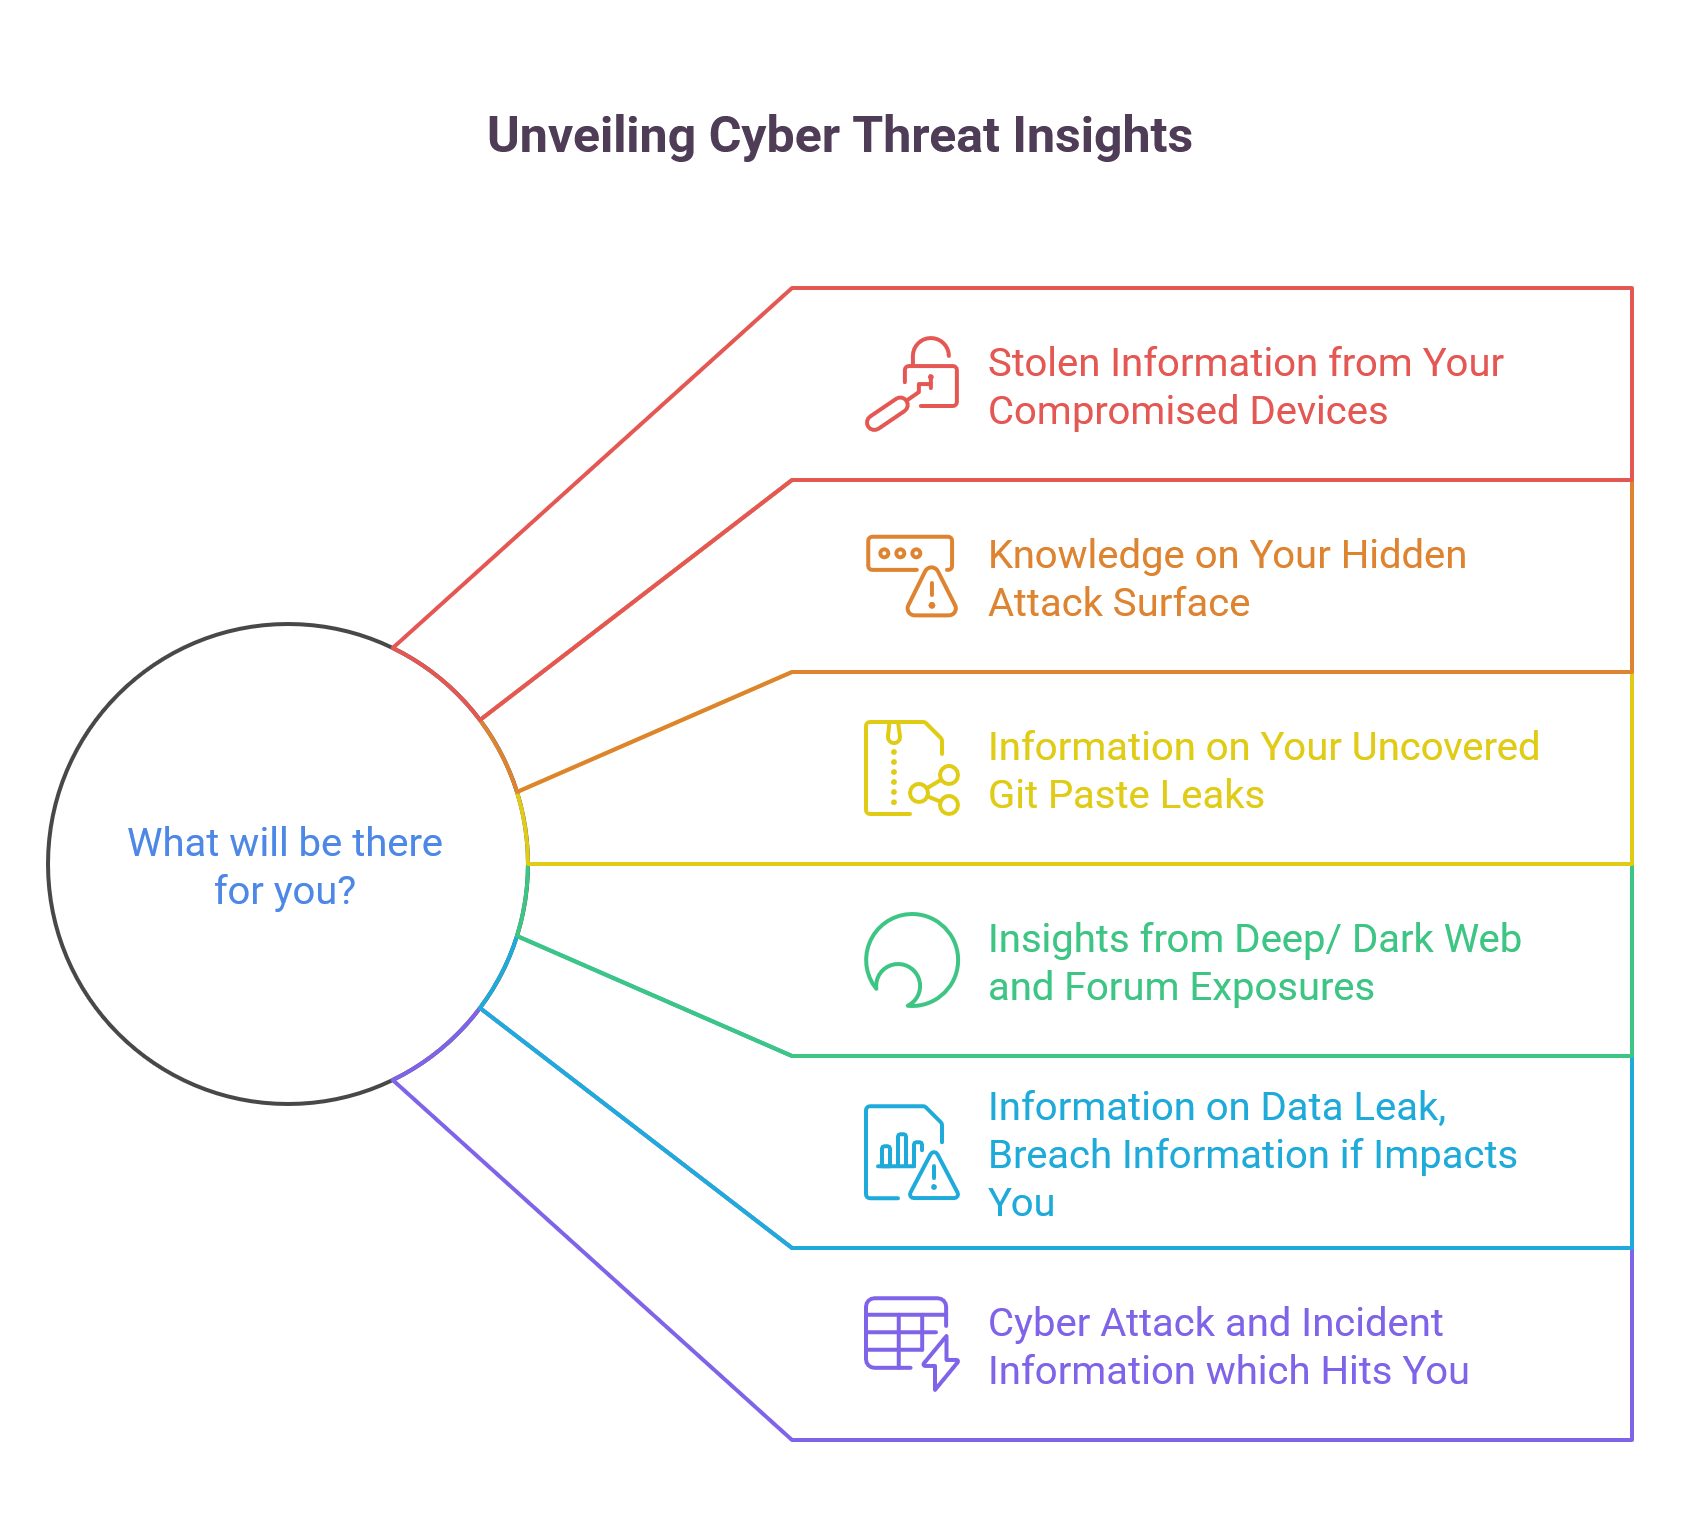 Unveiling Cyber Threat Insights
What will be there
for you?
Stolen Information from Your
Compromised Devices
Knowledge on Your Hidden
Attack Surface
Information on Your Uncovered
Git Paste Leaks
Insights from Deep/ Dark Web
and Forum Exposures
Information on Data Leak,
Breach Information if Impacts
You
Cyber Attack and Incident
Information which Hits You